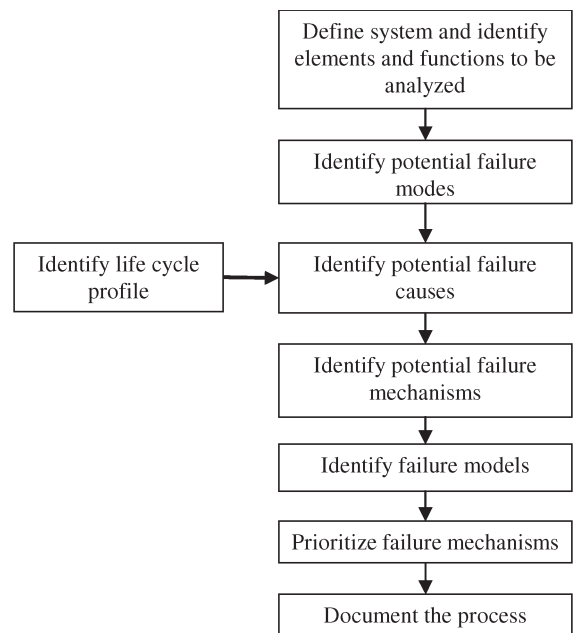 Define system and identify
elements and functions to be
analyzed
Identify potential failure
modes
Identify life cycle
profile
Identify potential failure
causes
Identify potential failure
mechanisms
Identify failure models
Prioritize failure mechanisms
Document the process